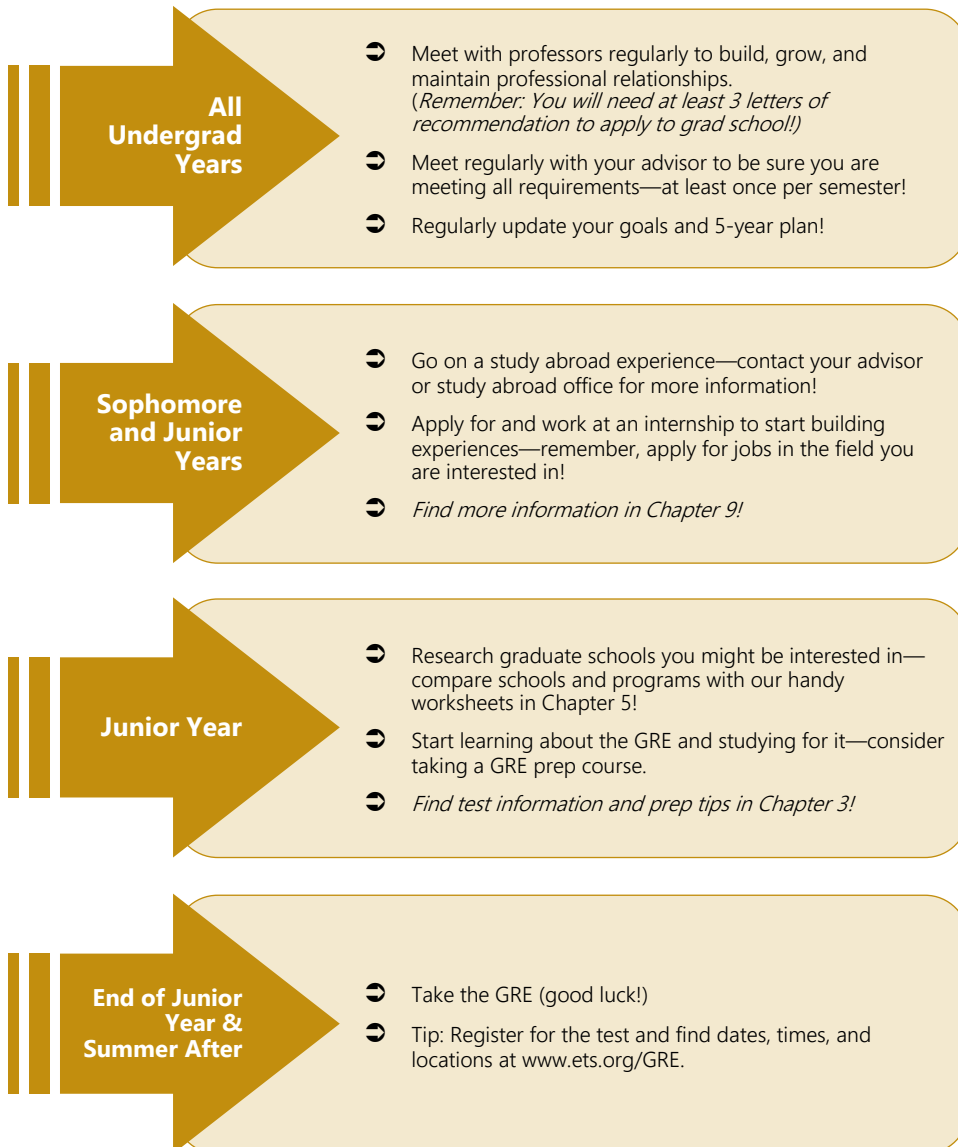 All
Undergrad
Years
Meet with professors regularly to build, grow, and
maintain professional relationships.
(Remember: You will need at least 3 letters of
recommendation to apply to grad school!)
Meet regularly with your advisor to be sure you are
meeting all requirements—at least once per semester!
Regularly update your goals and 5-year plan!
Sophomore
and Junior
Years
Go on a study abroad experience—contact your advisor
or study abroad office for more information!
Apply for and work at an internship to start building
experiences—remember, apply for jobs in the field you
are interested in!
Find more information in Chapter 9!
Junior Year
Research graduate schools you might be interested in—
compare schools and programs with our handy
worksheets in Chapter 5!
Start learning about the GRE and studying for it—consider
taking a GRE prep course.
Find test information and prep tips in Chapter 3!
End of Junior
Year &
Summer After
Take the GRE (good luck!)
Tip: Register for the test and find dates, times, and
locations at www.ets.org/GRE.